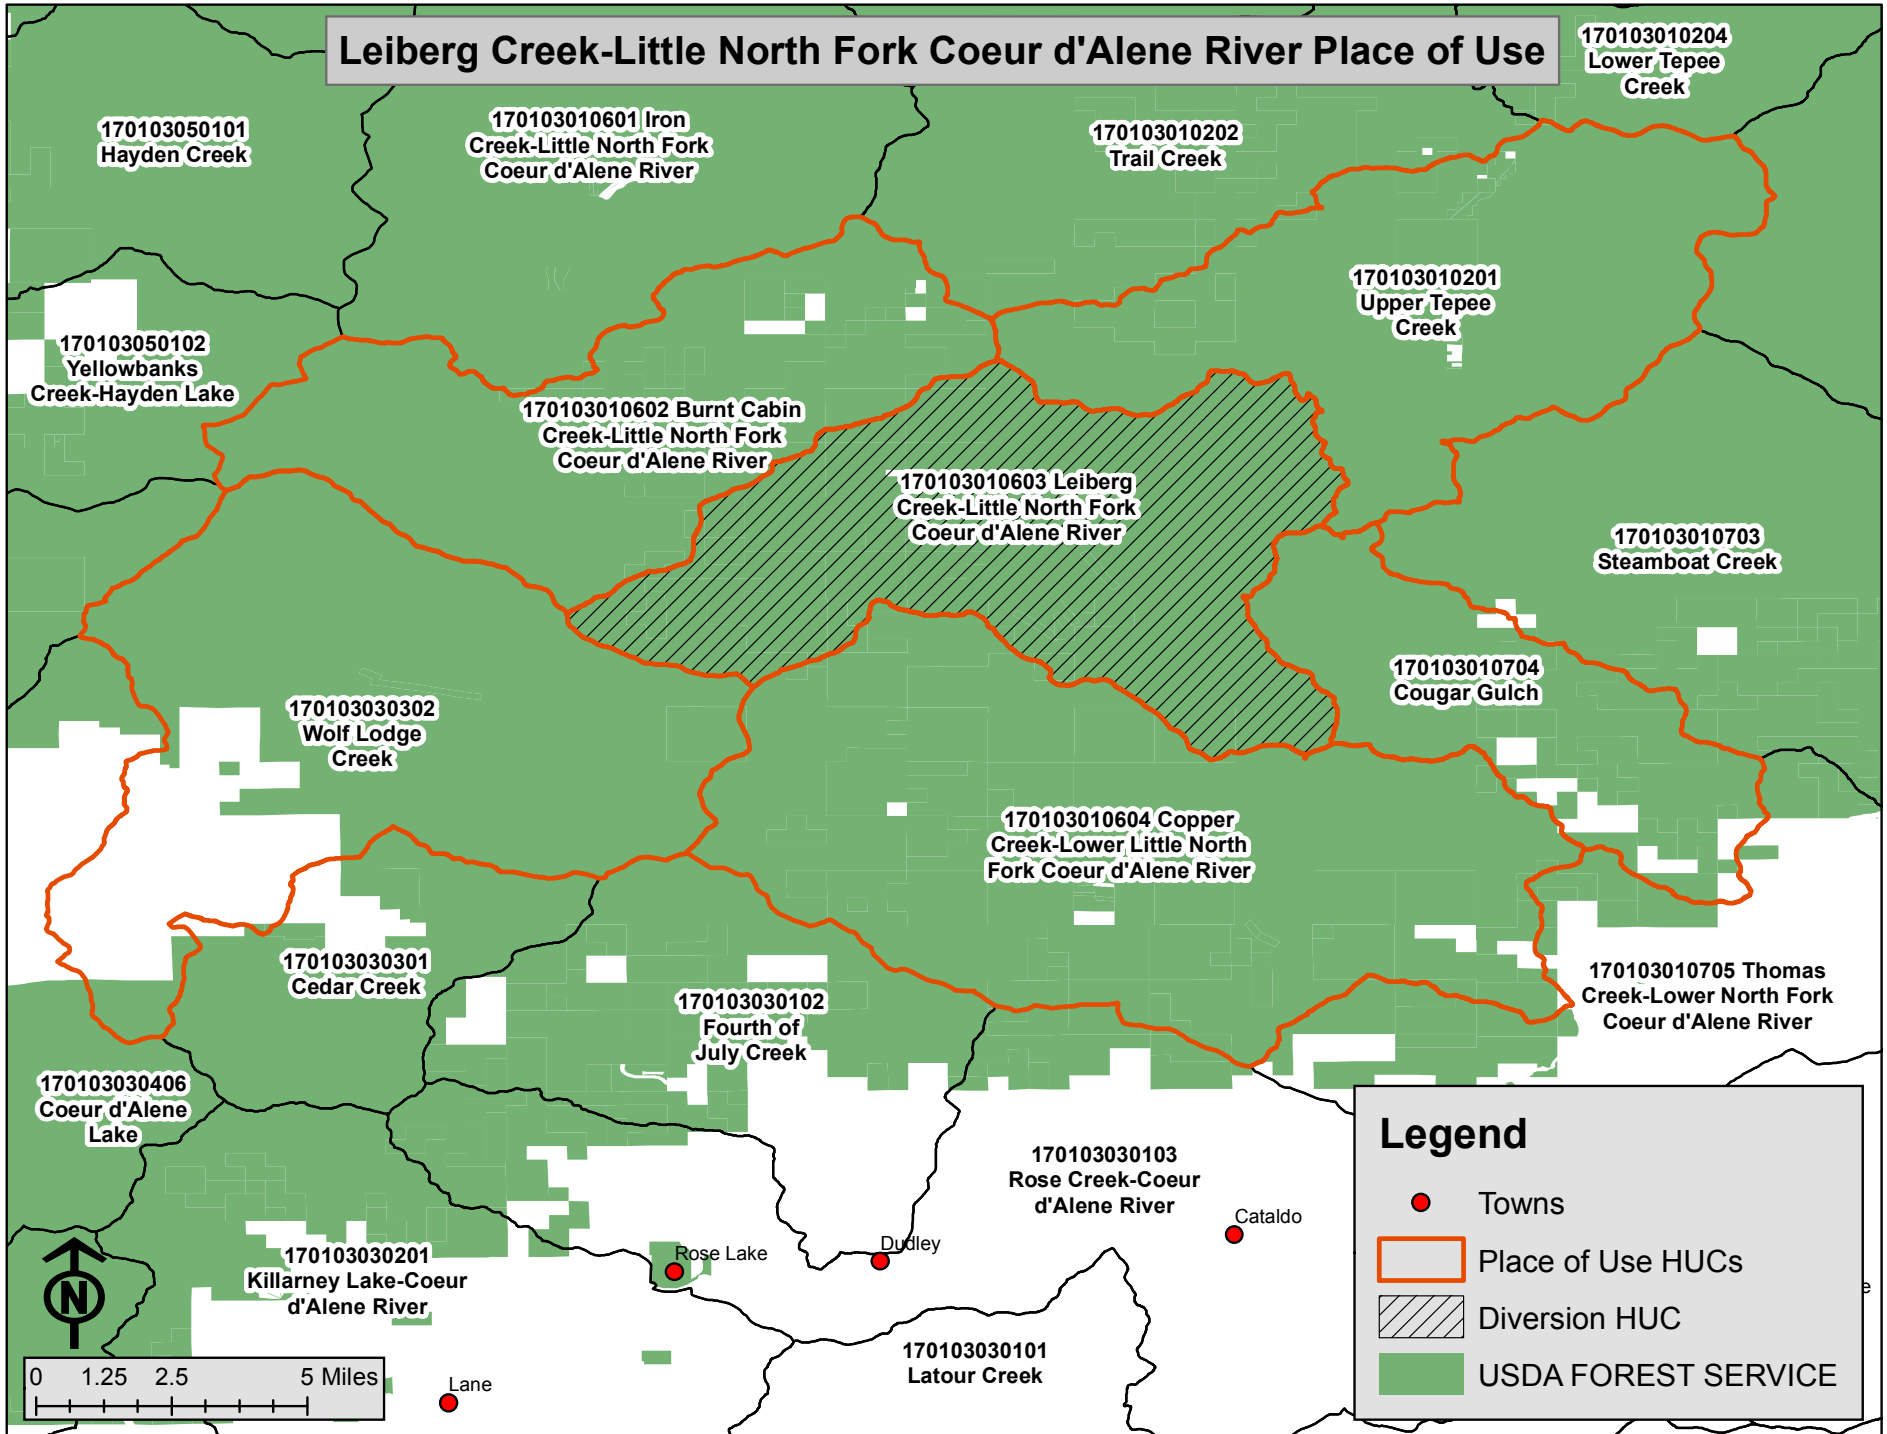 Leiberg Creek-Little North Fork Coeur d'Alene River Place of Use
170103010204
Lower Tepee
Creek
170103050101
Hayden Creek
170103010601 Iron
Creek-Little North Fork
Coeur d'Alene River
170103010202
Trail Creek
170103010201
Upper Tepee
Creek
170103050102
Yellowbanks
Creek-Hayden Lake
170103010602 Burnt Cabin
Creek-Little North Fork
Coeur d'Alene River
170103010603 Leiberg
Creek-Little North Fork
Coeur d'Alene River
170103010703
Steamboat Creek
170103010704
Cougar Gulch
170103030302
Wolf Lodge
Creek
170103010604 Copper
Creek-Lower Little North
Fork Coeur d'Alene River
170103030301
Cedar Creek
170103030102
Fourth of
July Creek
170103010705 Thomas
Creek-Lower North Fork
Coeur d'Alene River
170103030406
Coeur d'Alene
Lake
170103030103
Rose Creek-Coeur
d'Alene River
Cataldo
Dudley
Rose Lake
170103030201
Killarney Lake-Coeur
d'Alene River
170103030101
Latour Creek
Lane
Legend
Towns
Place of Use HUCs
Diversion HUC
USDA FOREST SERVICE
e
N
0 1.25 2.5 5 Miles